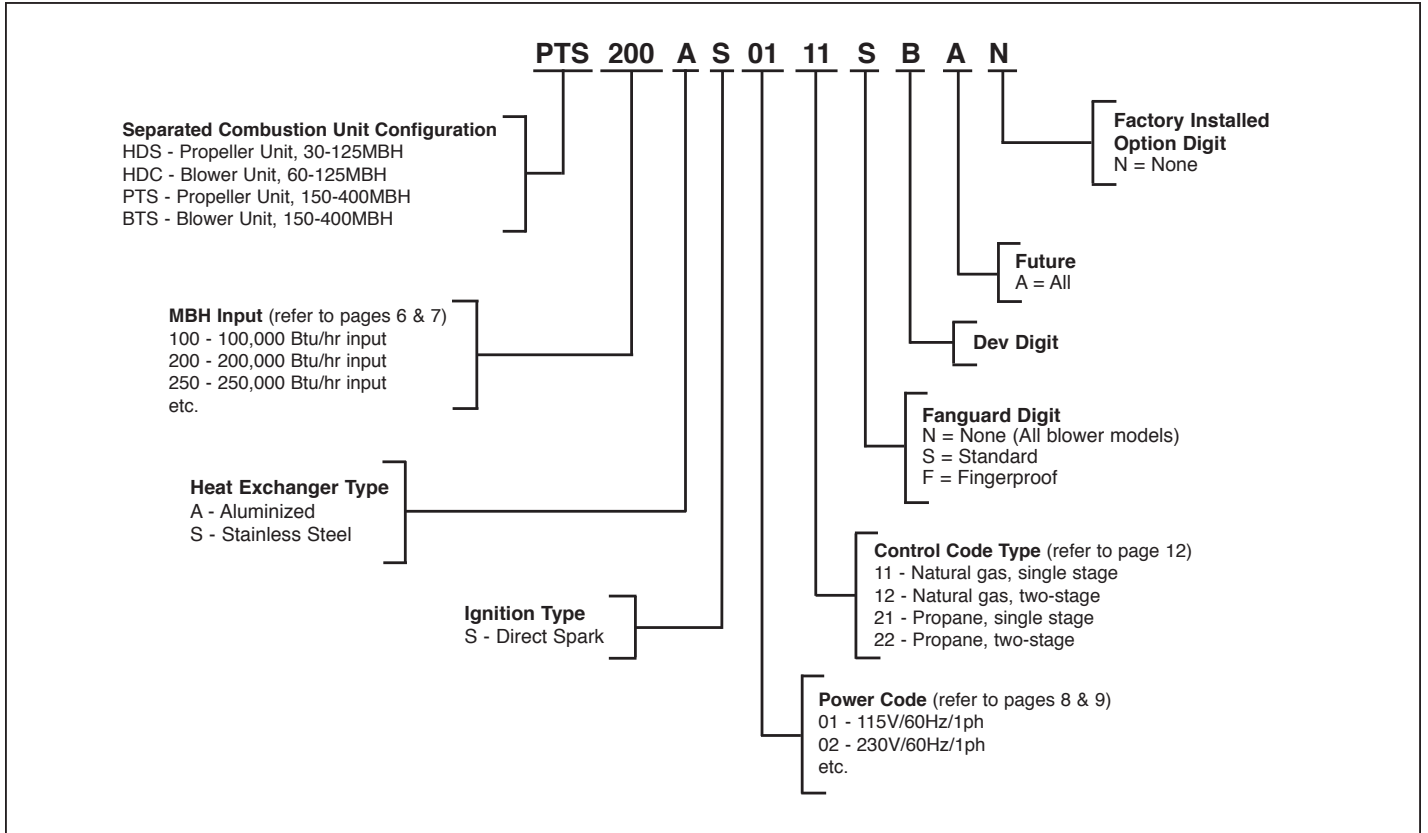 PTS 200 A S 01 11 S B A N
Separated Combustion Unit Configuration
HDS - Propeller Unit, 30-125MBH
HDC - Blower Unit, 60-125MBH
PTS - Propeller Unit, 150-400MBH
BTS - Blower Unit, 150-400MBH
MBH Input (refer to pages 6 & 7)
100 - 100,000 Btu/hr input
200 - 200,000 Btu/hr input
250 - 250,000 Btu/hr input
etc.
Heat Exchanger Type
A - Aluminized
S - Stainless Steel
Ignition Type
S - Direct Spark
Factory Installed
Option Digit
N = None
Future
A = All
Dev Digit
Fanguard Digit
N = None (All blower models)
S = Standard
F = Fingerproof
Control Code Type (refer to page 12)
11 - Natural gas, single stage
12 - Natural gas, two-stage
21 - Propane, single stage
22 - Propane, two-stage
Power Code (refer to pages 8 & 9)
01 - 115V/60Hz/1ph
02 - 230V/60Hz/1ph
etc.